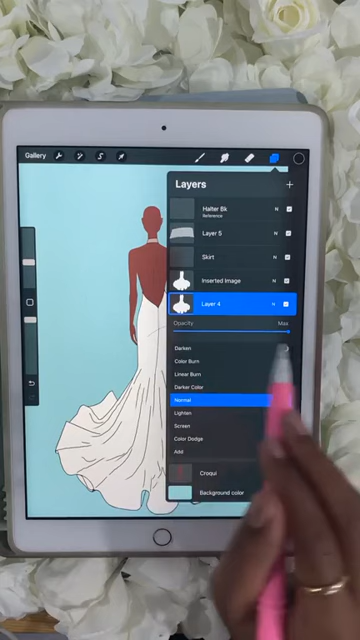 Gallery
Layers
Halter Bk
Reference
N
Layer 5
N
Skirt
N
Inserted Image
N
Layer 4
N
Opacity
Max
Darken
Color Burn
Linear Burn
Darker Color
Normal
Lighten
Screen
Color Dodge
Add
Croqui
Background color